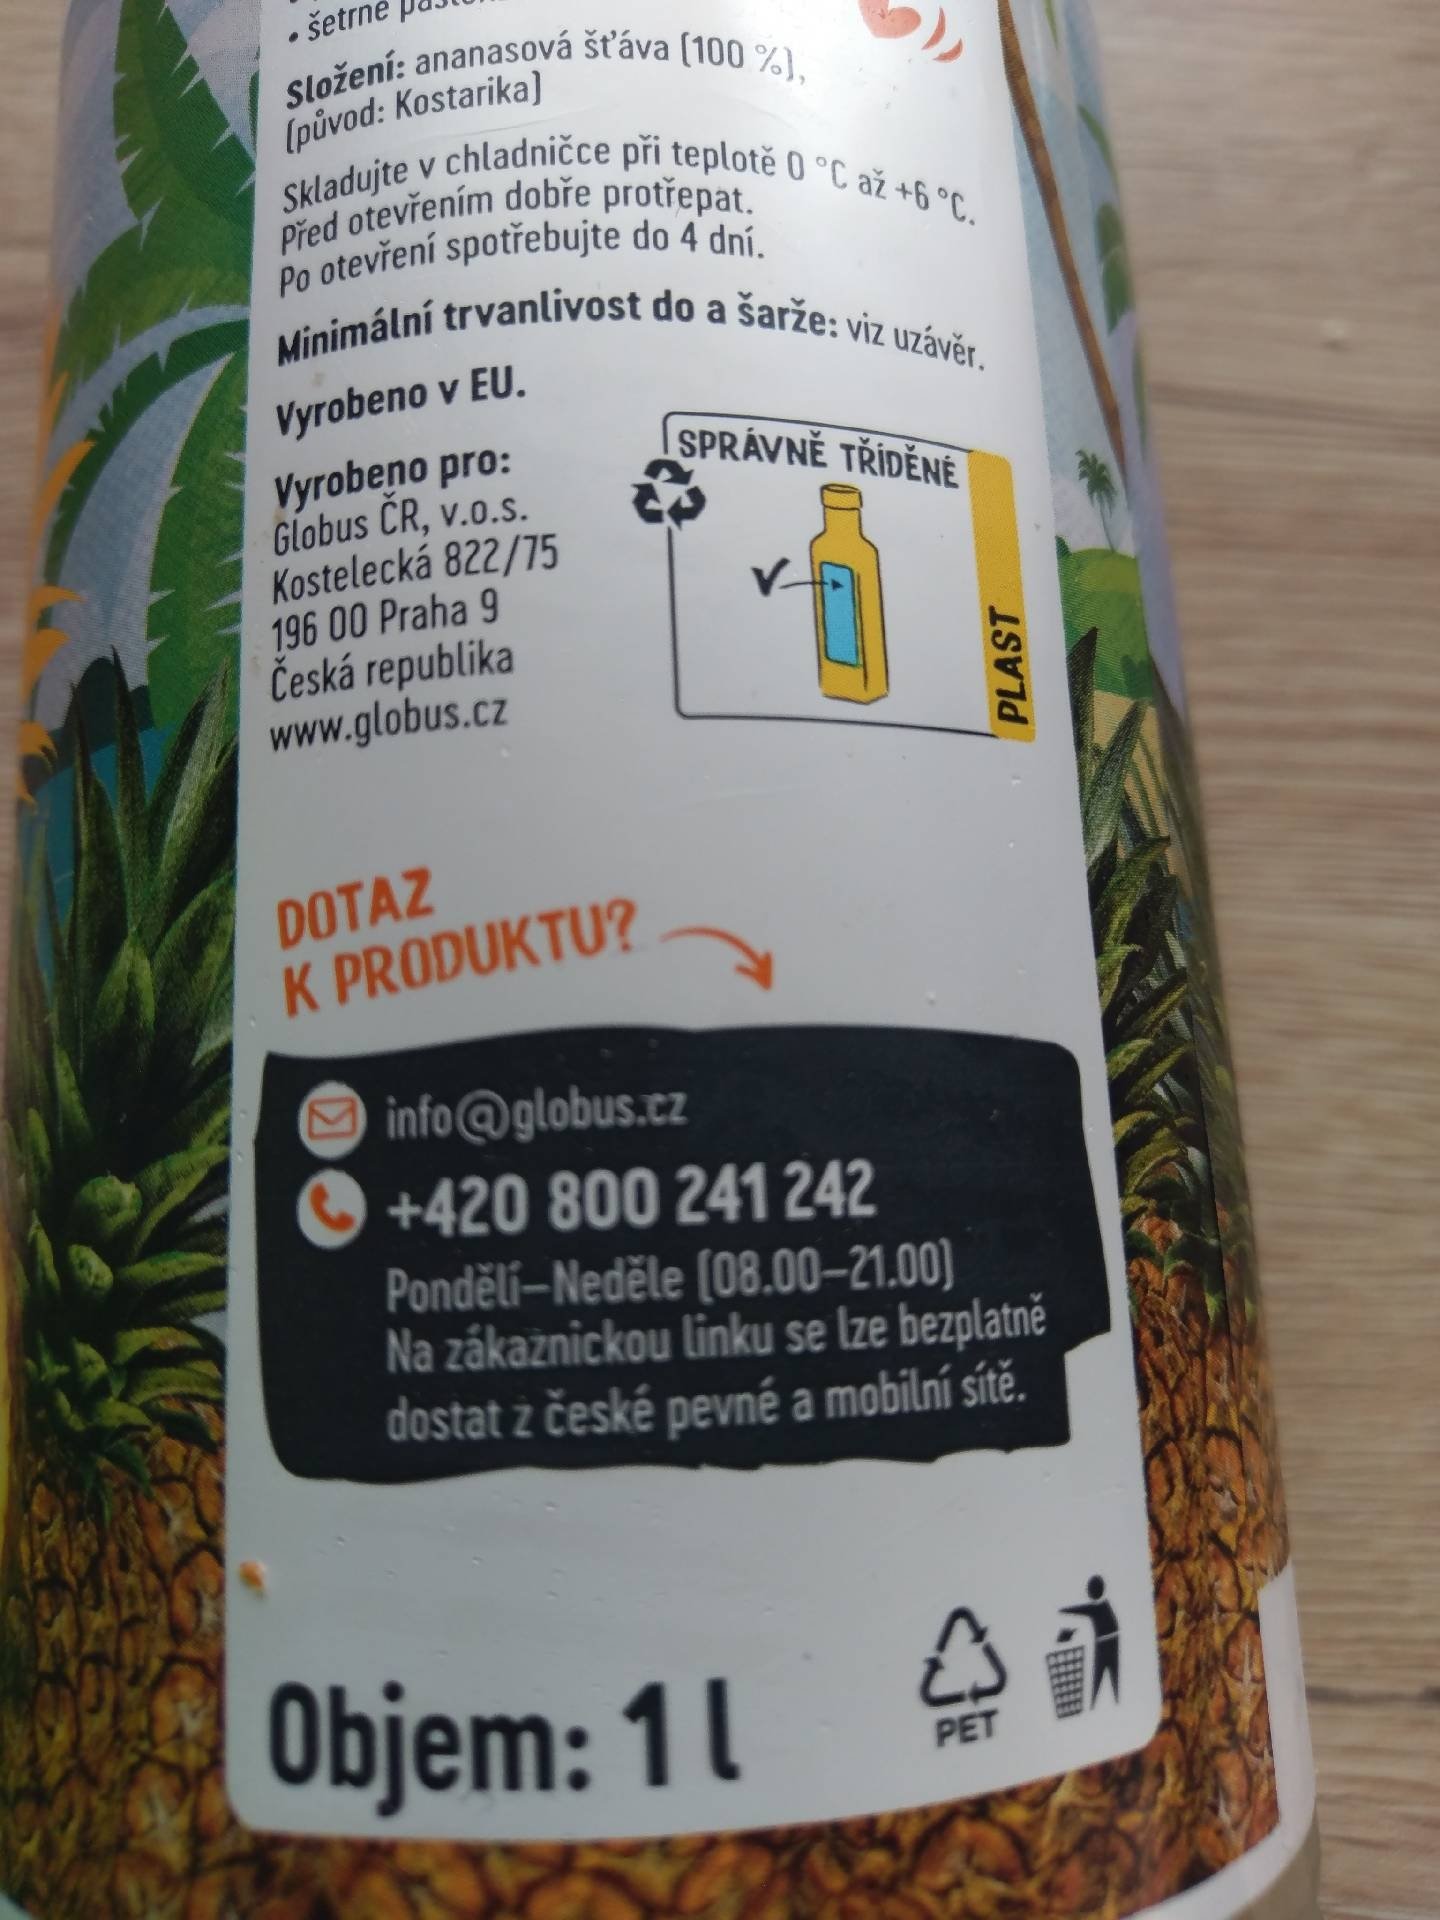 • šetrně
Složení: ananasová šťáva (100 %),
(původ: Kostarika)
Skladujte v chladničce při teplotě 0 °C až +6 °C.
Před otevřením dobře protřepat.
Po otevření spotřebujte do 4 dní.
Minimální trvanlivost do a šarže: viz uzávěr.
Vyrobeno v EU.
Vyrobeno pro:
Globus ČR, v.o.s.
Kostelecká 822/75
196 00 Praha 9
Česká republika
www.globus.cz
SPRÁVNĚ TŘÍDĚNÉ
PLAST
DOTAZ
K PRODUKTU?
info@globus.cz
+420 800 241 242
Pondělí–Neděle (08.00–21.00)
Na zákaznickou linku se lze bezplatně
dostat z české pevné a mobilní sítě.
Objem: 1 l
PET